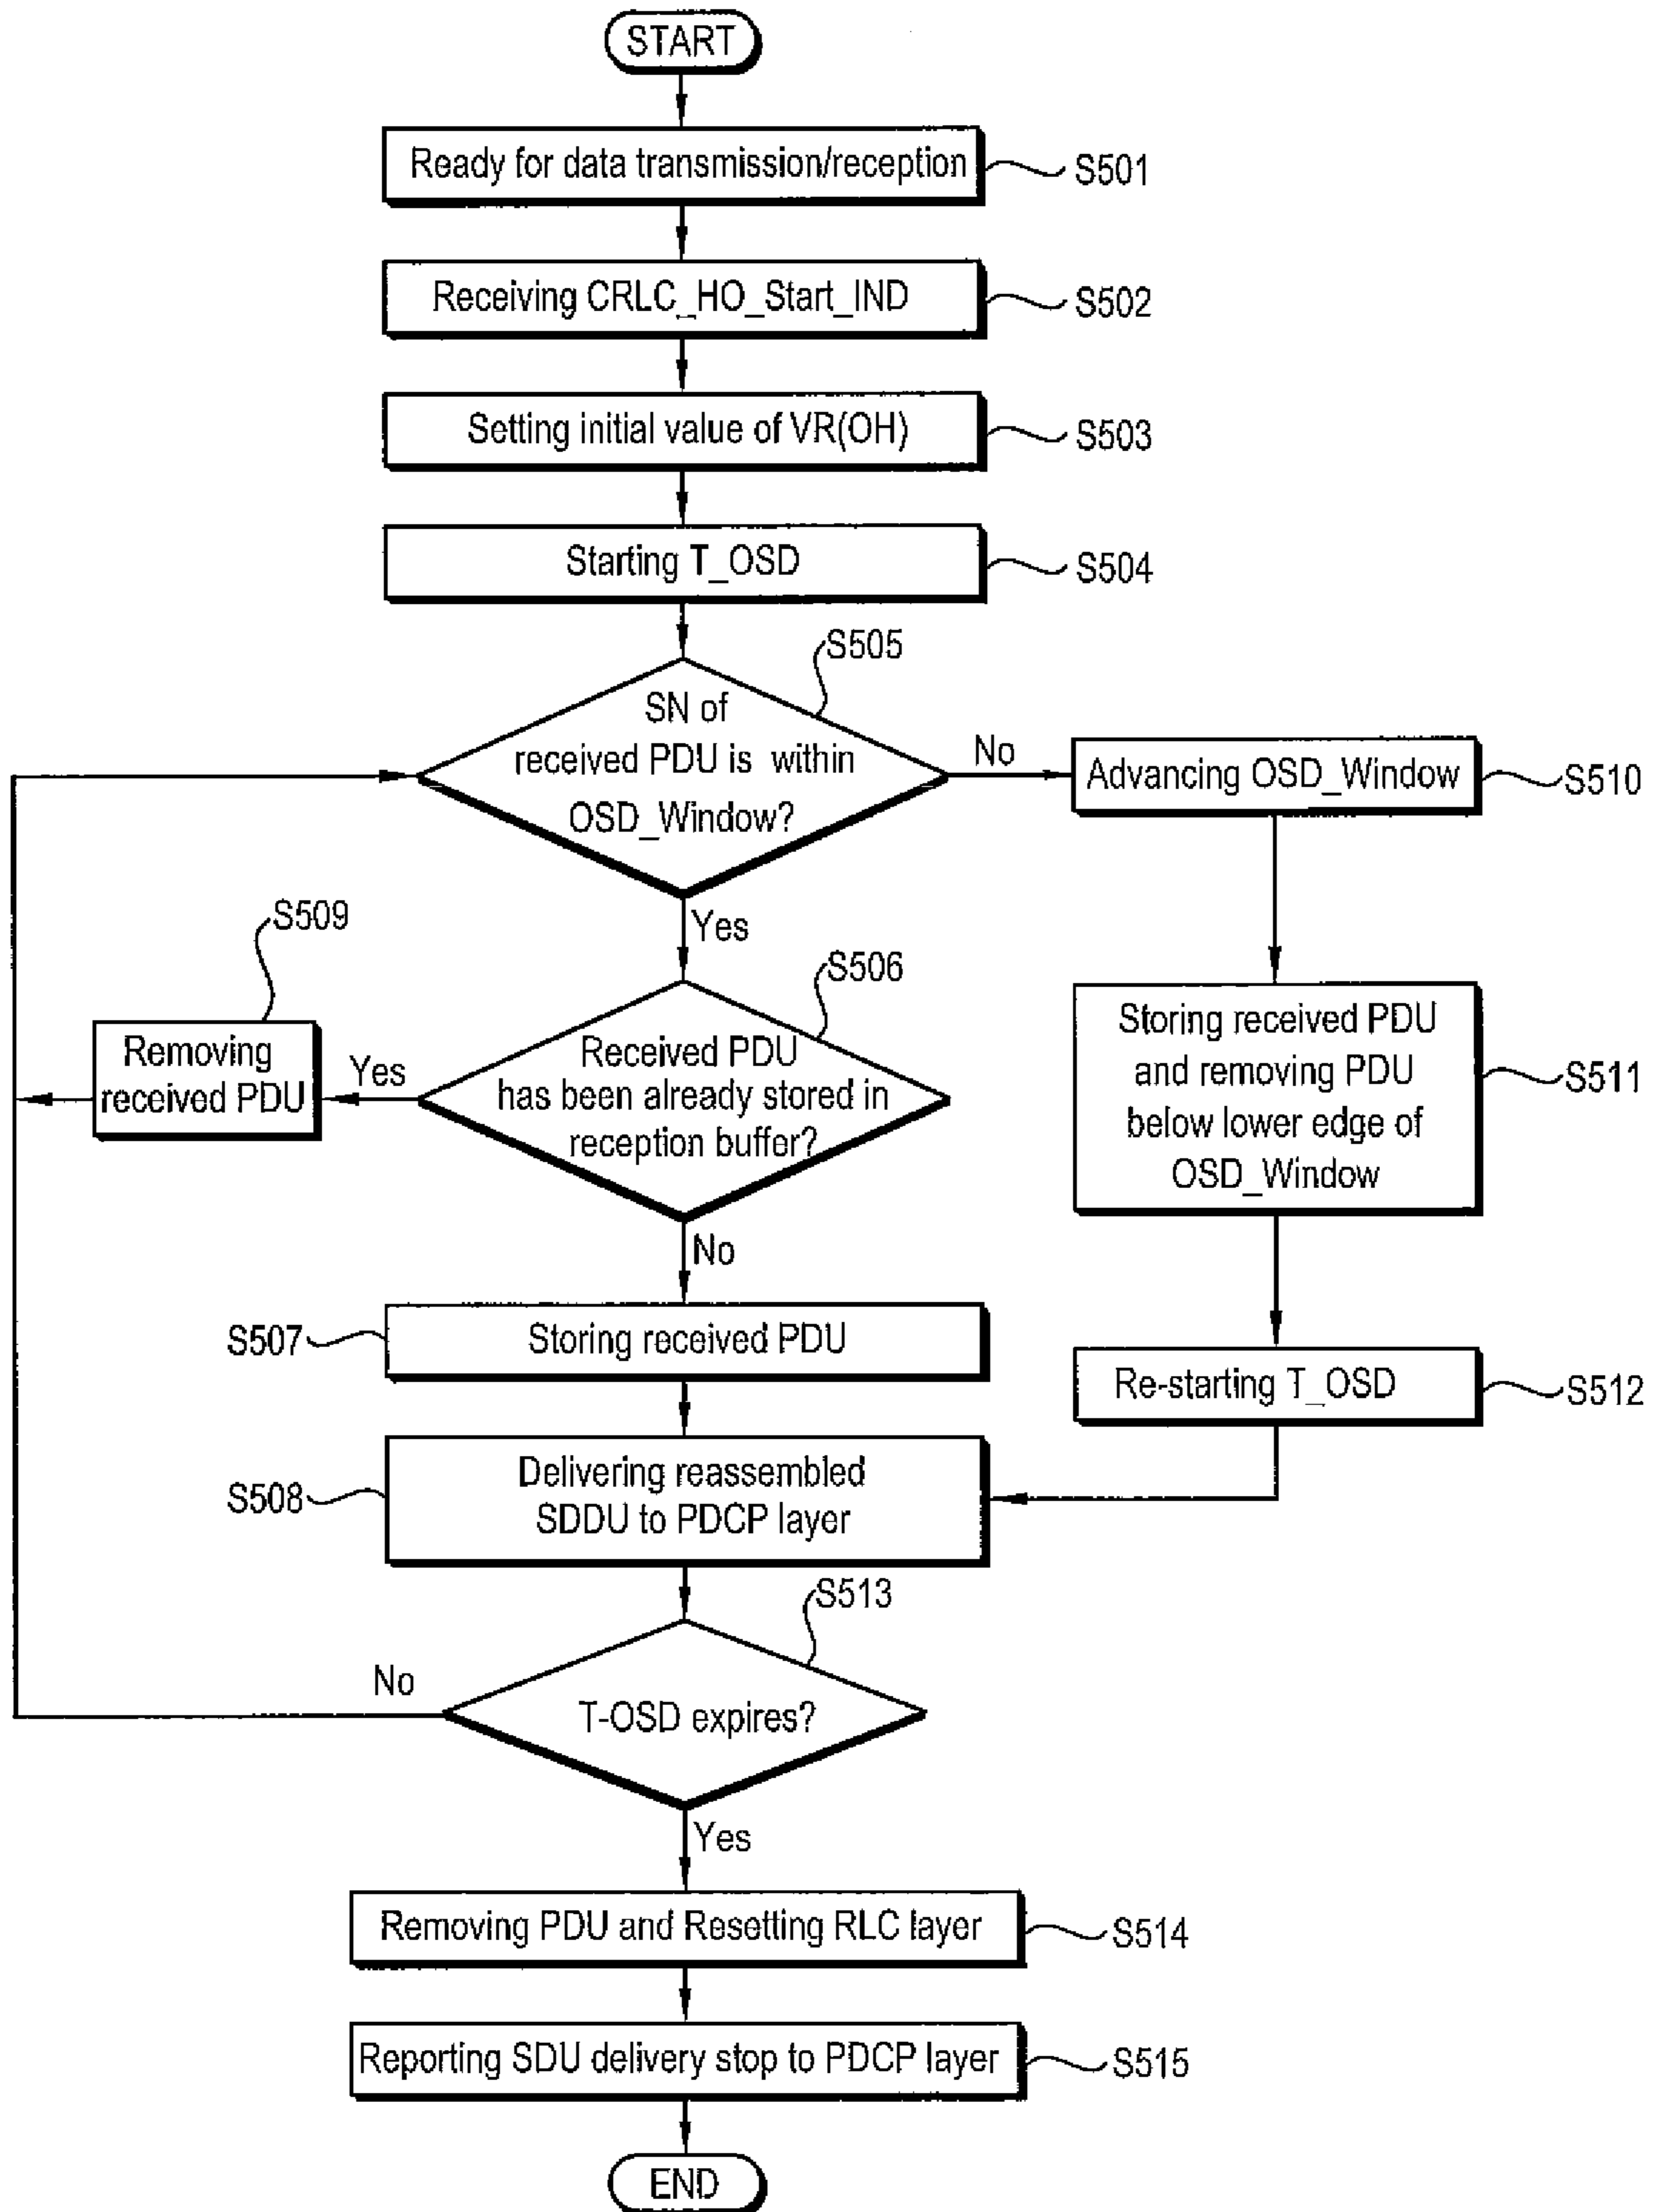 START
Ready for data transmission/reception
S501
Receiving CRLC_HO_Start_IND
S502
Setting initial value of VR(OH)
S503
Starting T_OSD
S504
S505
SN of
received PDU is within
OSD_Window?
No
Advancing OSD_Window
S510
Yes
S509
S506
Removing
received PDU
Yes
Received PDU
has been already stored in
reception buffer?
Storing received PDU
and removing PDU
below lower edge of
OSD_Window
S511
No
S507
Storing received PDU
Re-starting T_OSD
S512
S508
Delivering reassembled
SDDU to PDCP layer
S513
No
T-OSD expires?
Yes
Removing PDU and Resetting RLC layer
S514
Reporting SDU delivery stop to PDCP layer
S515
END